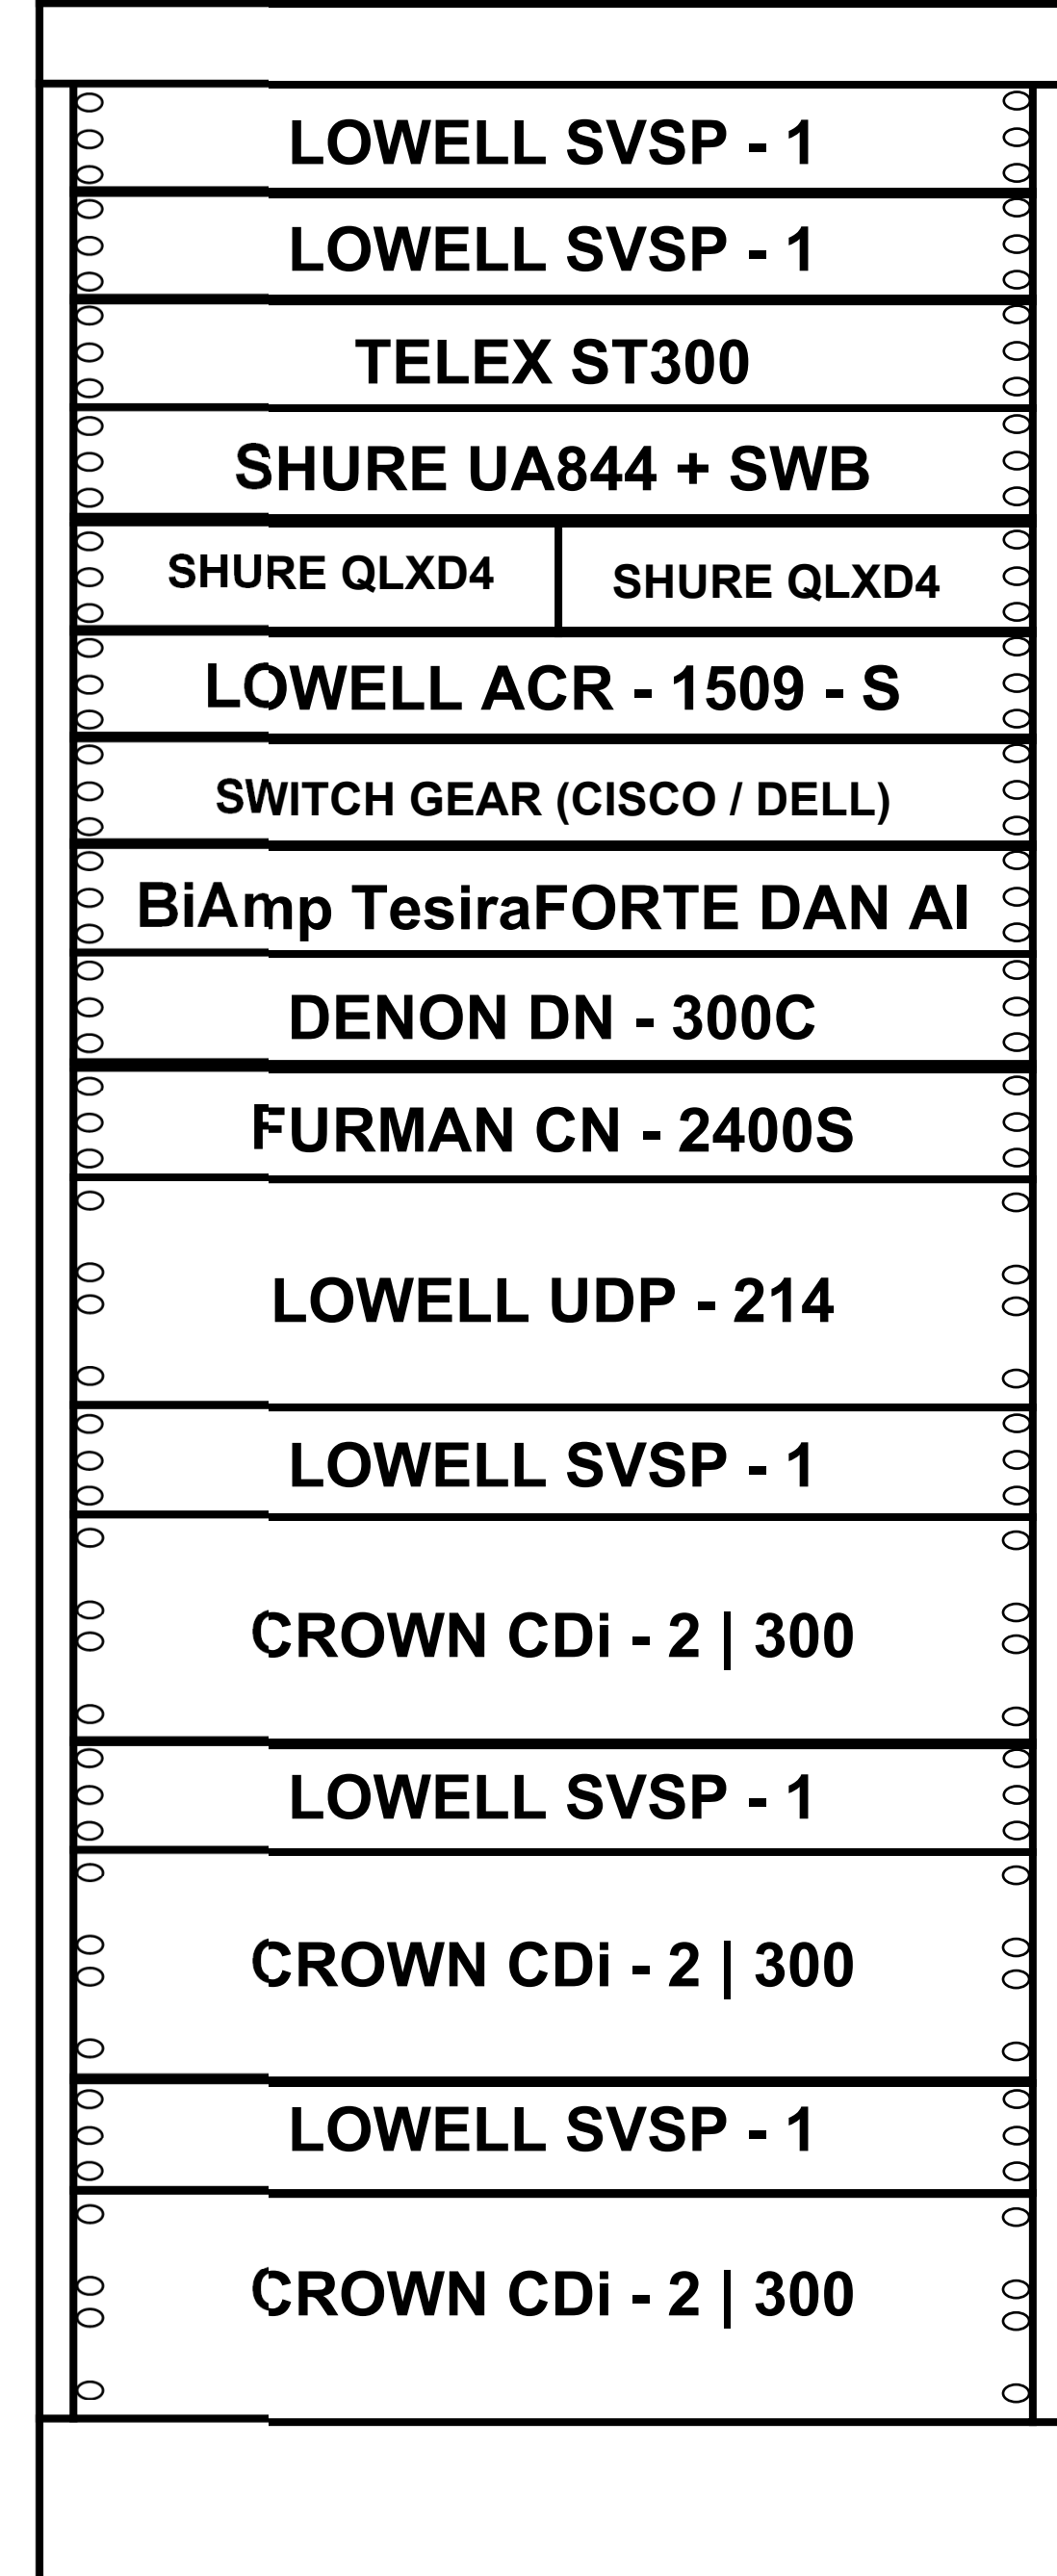 LOWELL SVSP - 1
LOWELL SVSP - 1
TELEX ST300
SHURE UA844 + SWB
SHURE QLXD4 SHURE QLXD4
LOWELL ACR - 1509 - S
SWITCH GEAR (CISCO / DELL)
BiAmp TesiraFORTE DAN AI
DENON DN - 300C
FURMAN CN - 2400S
LOWELL UDP - 214
LOWELL SVSP - 1
CROWN CDi - 2 | 300
LOWELL SVSP - 1
CROWN CDi - 2 | 300
LOWELL SVSP - 1
CROWN CDi - 2 | 300